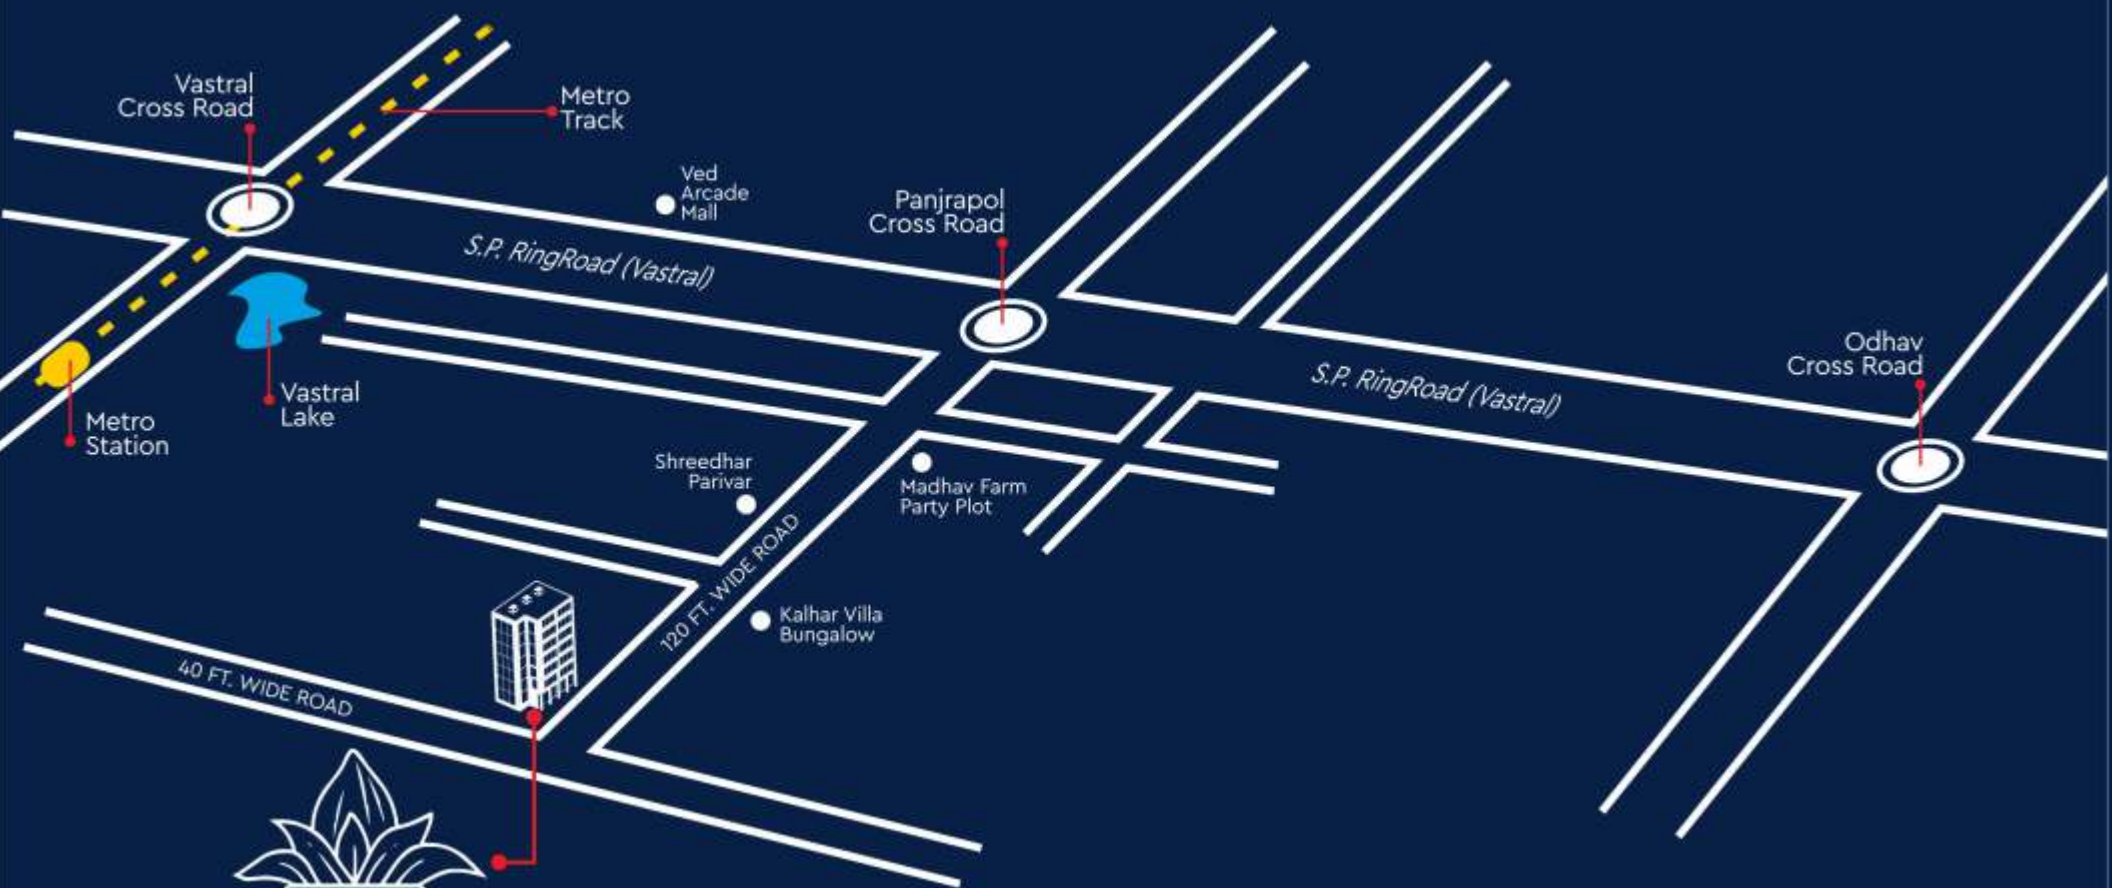 Vastral
Cross Road
Metro
Track
Ved
Arcade
Mall
Panjrapol
Cross Road
S.P. RingRoad (Vastral)
Odhav
Cross Road
S.P. RingRoad (Vastral)
Vastral
Lake
Metro
Station
Shreedhar
Parivar
Madhav Farm
Party Plot
120 FT. WIDE ROAD
Kalhar Villa
Bungalow
40 FT. WIDE ROAD